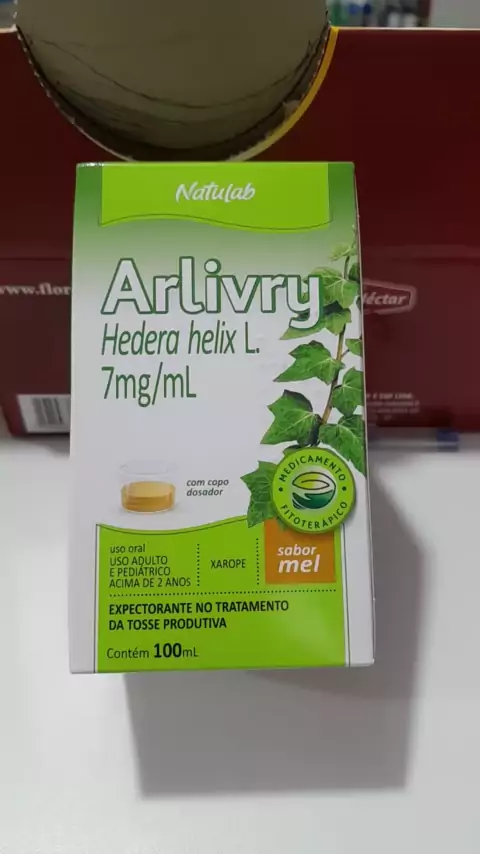 Natulab
Arlivry
Hedera helix L.
7mg/mL
www.flor
Néctar
com copo
dosador
MEDICAMENTO
FITOTERÁPICO
uso oral
USO ADULTO
E PEDIÁTRICO
ACIMA DE 2 ANOS
XAROPE
sabor
mel
EXPECTORANTE NO TRATAMENTO
DA TOSSE PRODUTIVA
Contém 100mL